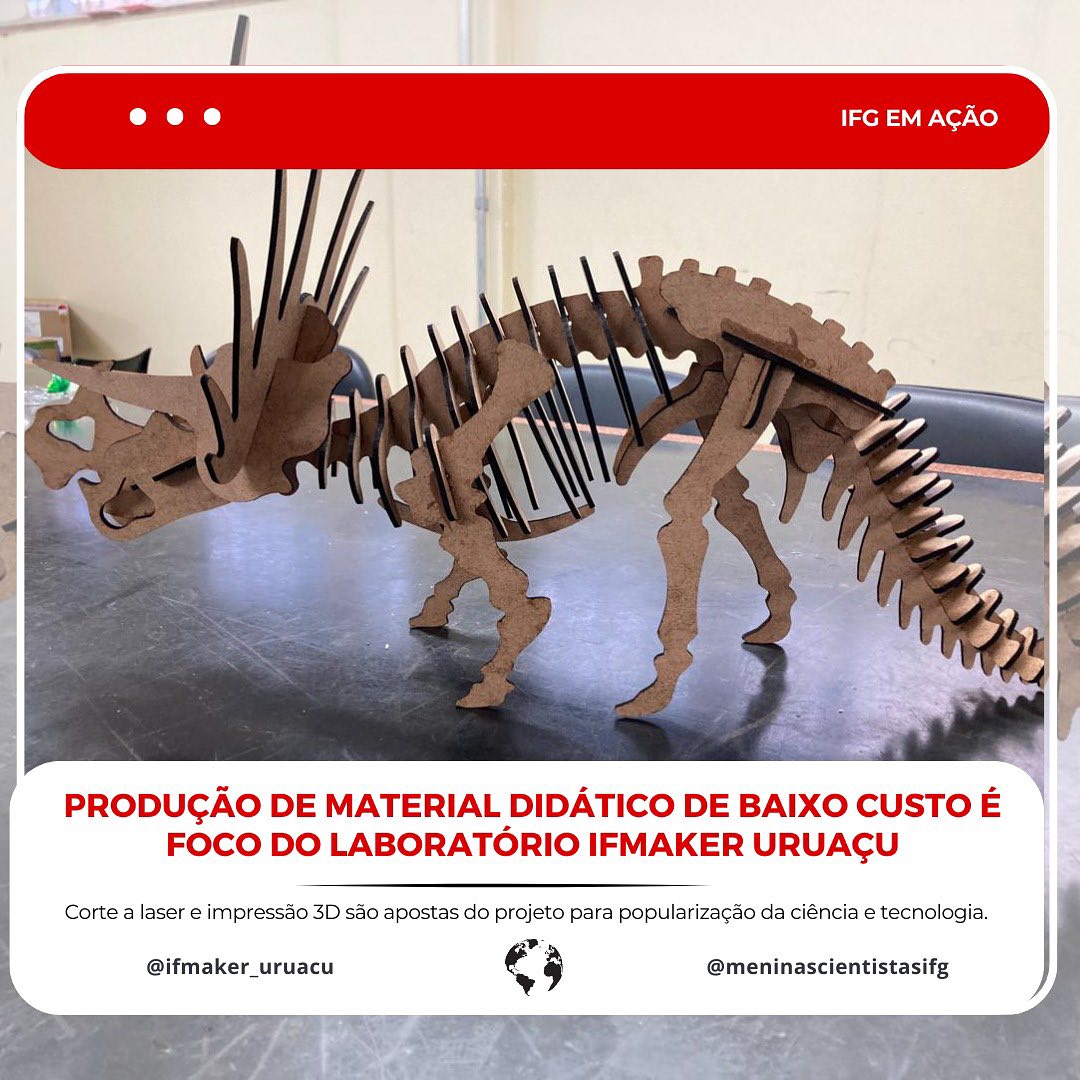 IFG EM AÇÃO
PRODUÇÃO DE MATERIAL DIDÁTICO DE BAIXO CUSTO É
FOCO DO LABORATÓRIO IFMAKER URUAÇU
Corte a laser e impressão 3D são apostas do projeto para popularização da ciência e tecnologia.
@ifmaker_uruacu
@meninascientistasifg